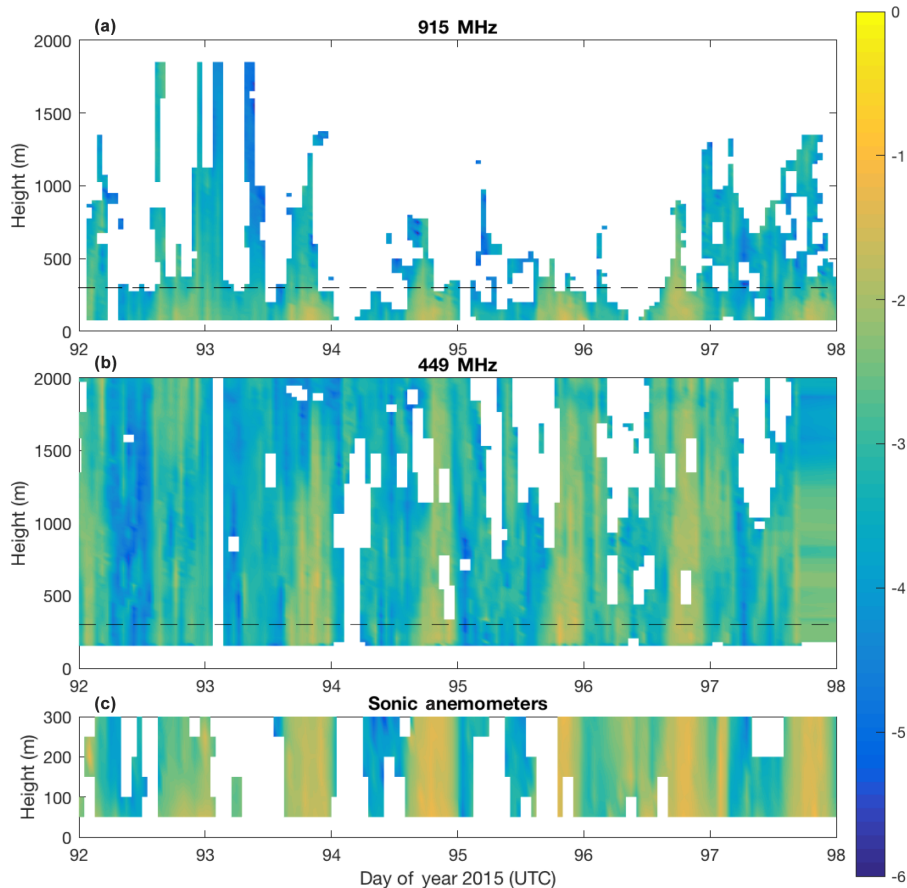 (a) 915 MHz
2000
1500
1000
500
0
Height (m)
92 93 94 95 96 97 98
(b) 449 MHz
2000
1500
1000
500
0
Height (m)
92 93 94 95 96 97 98
(c) Sonic anemometers
300
200
100
0
Height (m)
92 93 94 95 96 97 98
Day of year 2015 (UTC)
0
-1
-2
-3
-4
-5
-6